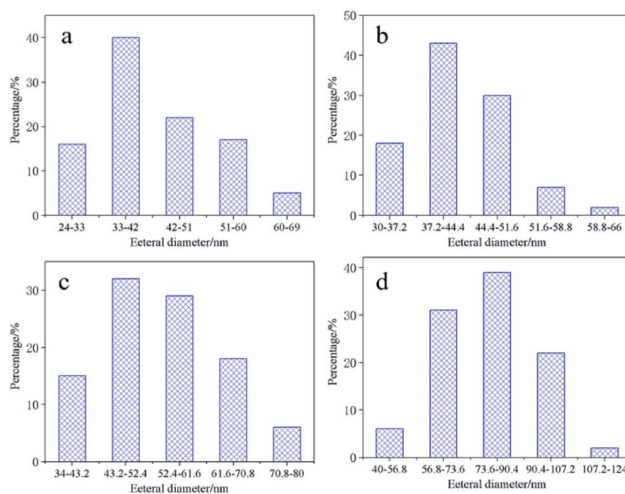 a
Percentage/%
40
30
20
10
0
24-33 33-42 42-51 51-60 60-69
Eeteral diameter/nm
b
Percentage/%
50
40
30
20
10
0
30-37.2 37.2-44.4 44.4-51.6 51.6-58.8 58.8-66
Eeteral diameter/nm
c
Percentage/%
30
20
10
0
34-43.2 43.2-52.4 52.4-61.6 61.6-70.8 70.8-80
Eeteral diameter/nm
d
Percentage/%
40
30
20
10
0
40-56.8 56.8-73.6 73.6-90.4 90.4-107.2 107.2-124
Eeteral diameter/nm